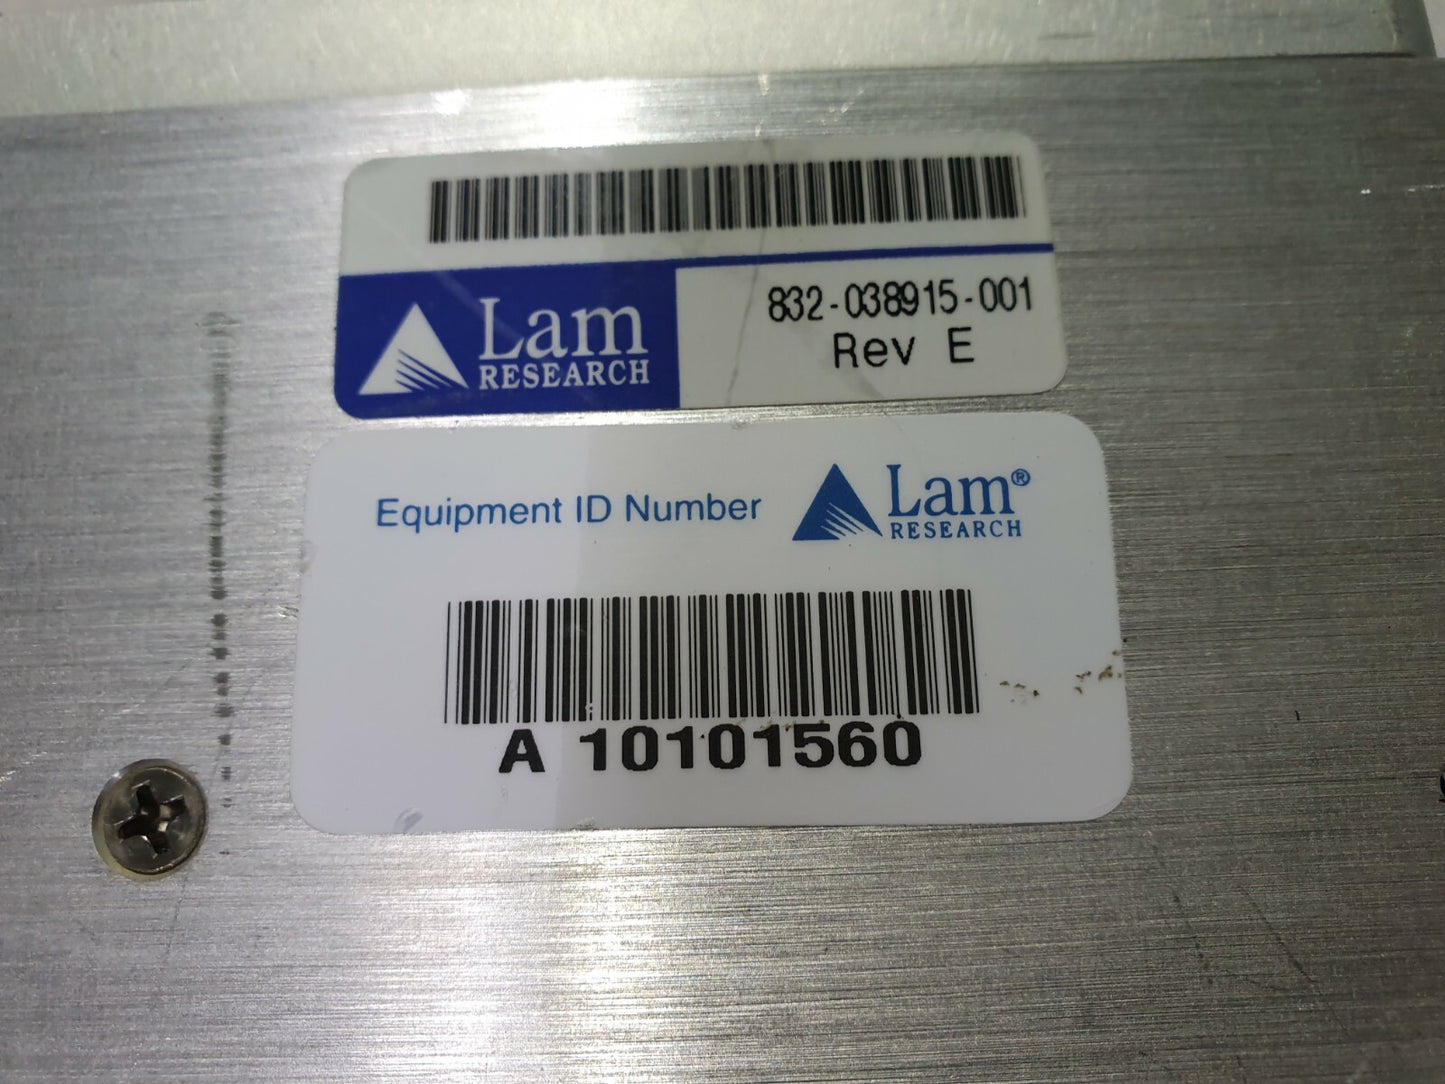 832-038915-001
Lam
RESEARCH
Rev E
Equipment ID Number
Lam®
RESEARCH
A 10101560